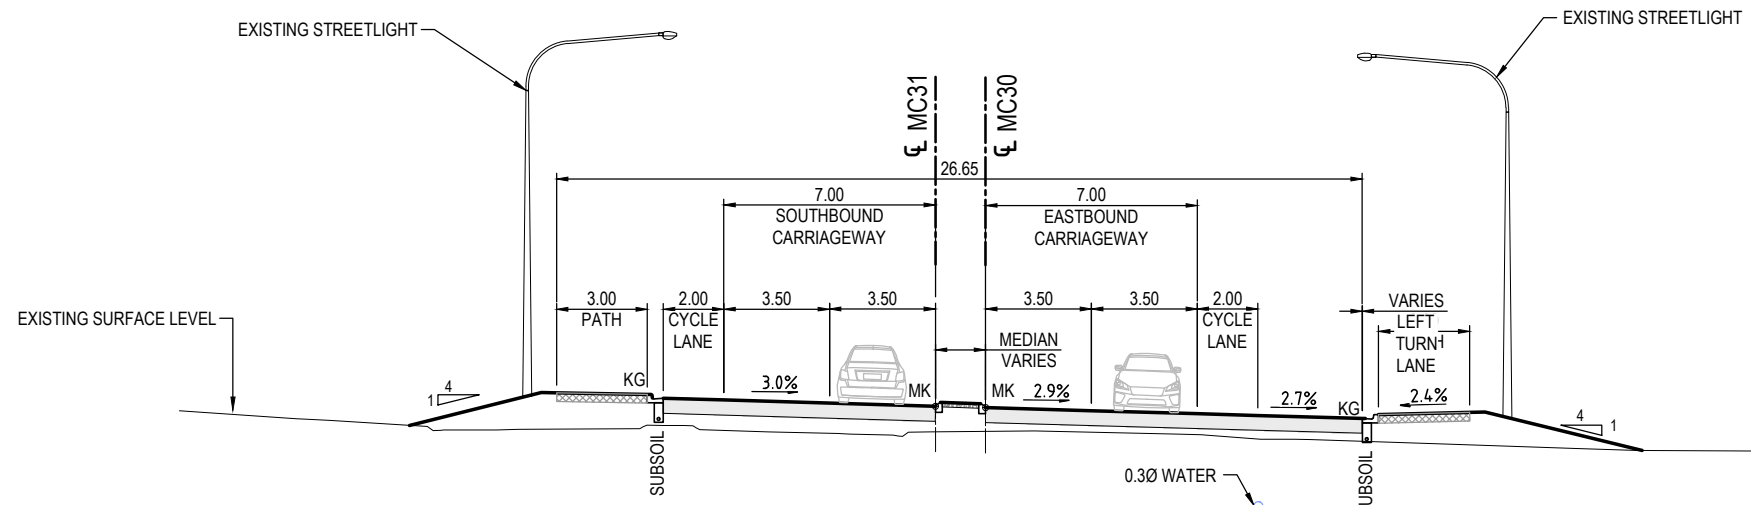 EXISTING STREETLIGHT
EXISTING STREETLIGHT
℄ MC31
℄ MC30
26.65
7.00
SOUTHBOUND
CARRIAGEWAY
7.00
EASTBOUND
CARRIAGEWAY
EXISTING SURFACE LEVEL
3.00
PATH
2.00
CYCLE
LANE
3.50
3.50
MEDIAN
VARIES
3.50
3.50
2.00
CYCLE
LANE
VARIES
LEFT
TURN
LANE
4
1
KG
3.0%
MK
MK
2.9%
2.7%
KG
2.4%
4
1
SUBSOIL
UBSOIL
0.3Ø WATER